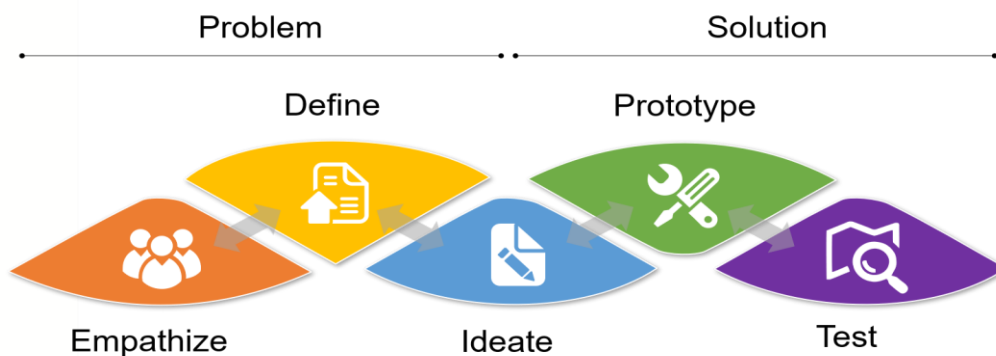 Problem
Solution
Define
Prototype
Empathize
Ideate
Test